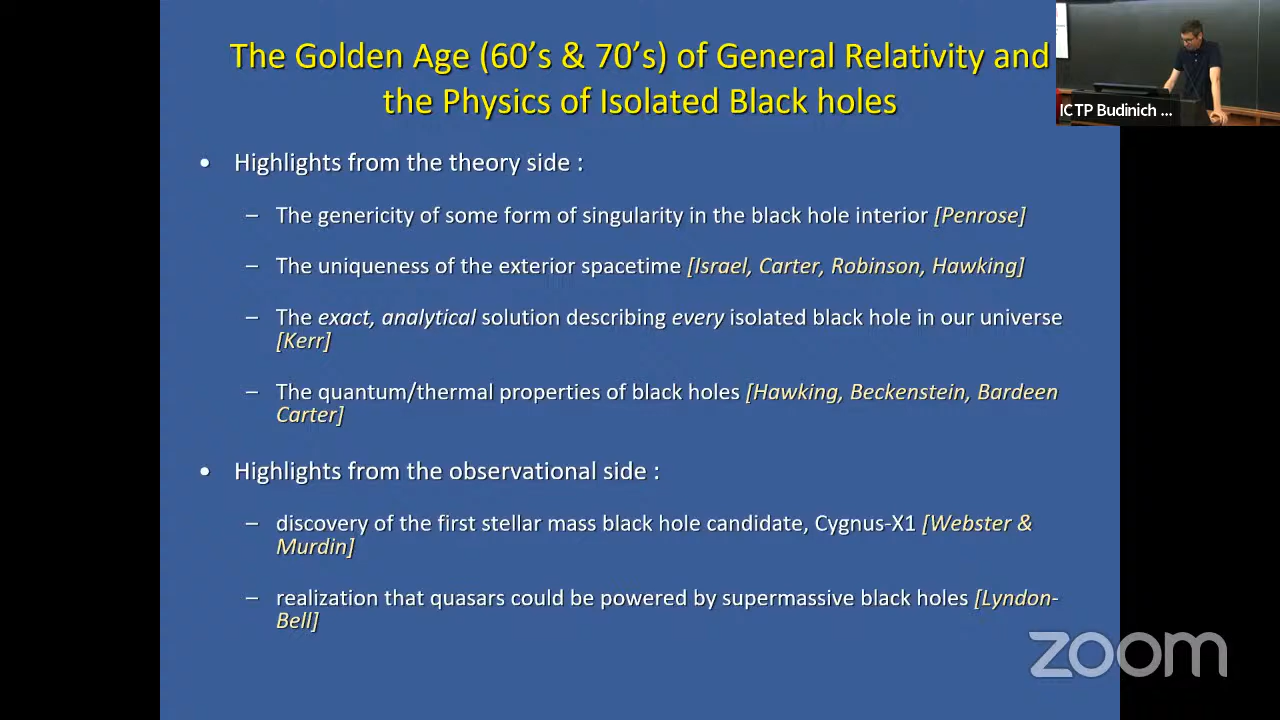 The Golden Age (60’s & 70’s) of General Relativity and
the Physics of Isolated Black holes
ICTP Budinich ...
• Highlights from the theory side :
– The genericity of some form of singularity in the black hole interior [Penrose]
– The uniqueness of the exterior spacetime [Israel, Carter, Robinson, Hawking]
– The exact, analytical solution describing every isolated black hole in our universe
[Kerr]
– The quantum/thermal properties of black holes [Hawking, Beckenstein, Bardeen
Carter]
• Highlights from the observational side :
– discovery of the first stellar mass black hole candidate, Cygnus-X1 [Webster &
Murdin]
– realization that quasars could be powered by supermassive black holes [Lyndon-
Bell]
zoom